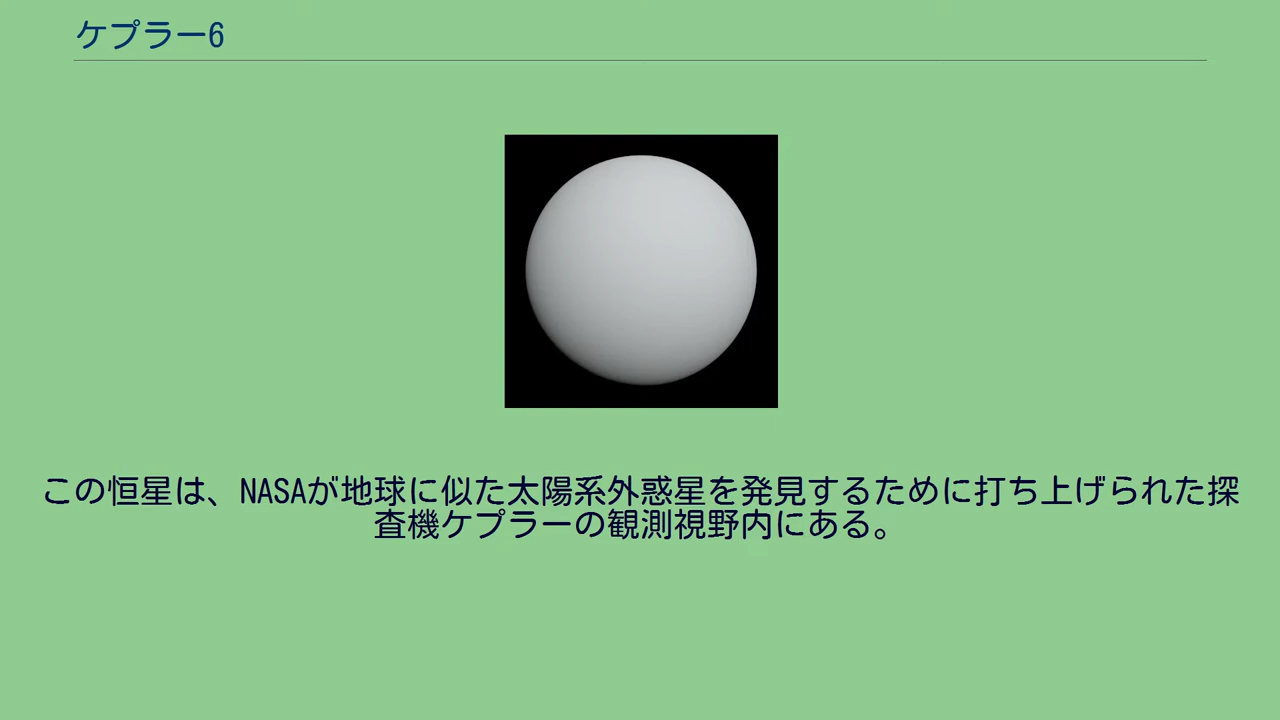 ケプラー6
この恒星は、NASAが地球に似た太陽系外惑星を発見するために打ち上げられた探
査機ケプラーの観測視野内にある。